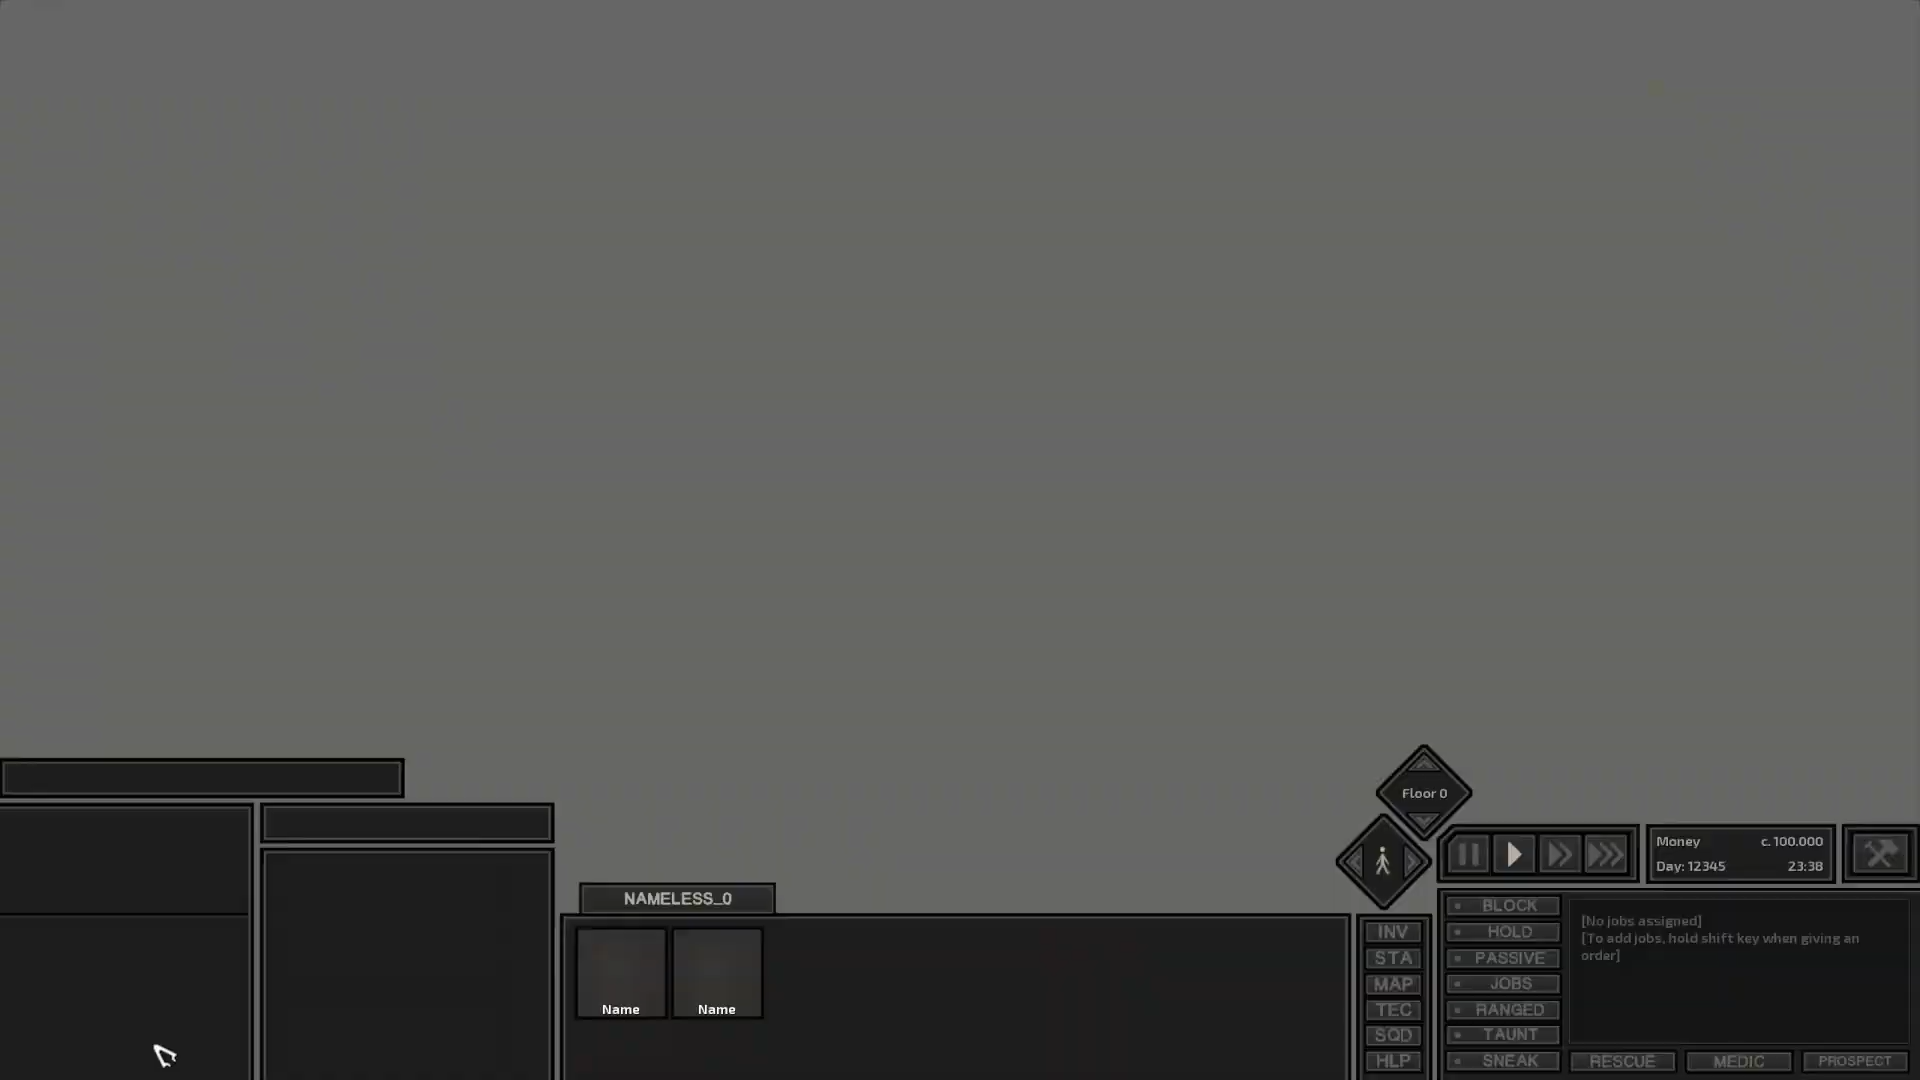 Floor 0
Money c. 100.000
Day: 12345 23:38
NAMELESS_0
Name Name
INV
STA
MAP
TEC
SQD
HLP
BLOCK
HOLD
PASSIVE
JOBS
RANGED
TAUNT
SNEAK
[No jobs assigned]
[To add jobs, hold shift key when giving an
order]
RESCUE MEDIC PROSPECT